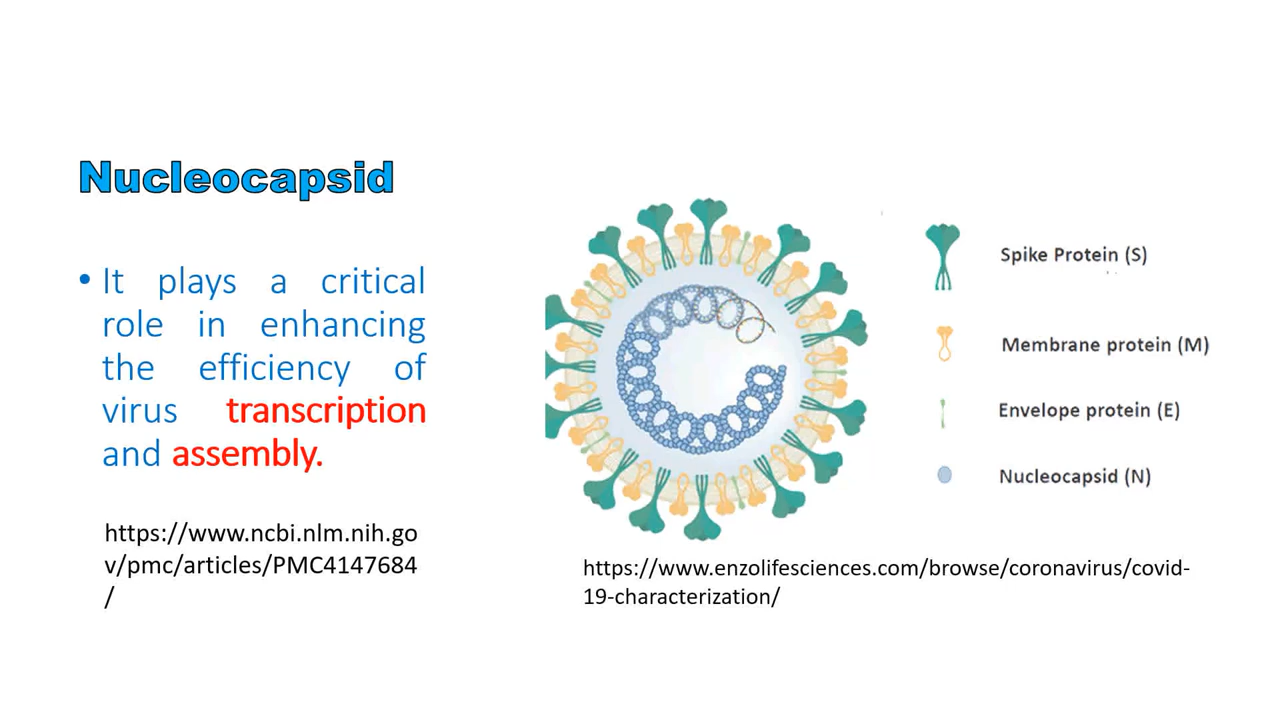 Nucleocapsid
• It plays a critical
role in enhancing
the efficiency of
virus transcription
and assembly.
https://www.ncbi.nlm.nih.go
v/pmc/articles/PMC4147684
/
Spike Protein (S)
Membrane protein (M)
Envelope protein (E)
Nucleocapsid (N)
https://www.enzolifesciences.com/browse/coronavirus/covid-
19-characterization/